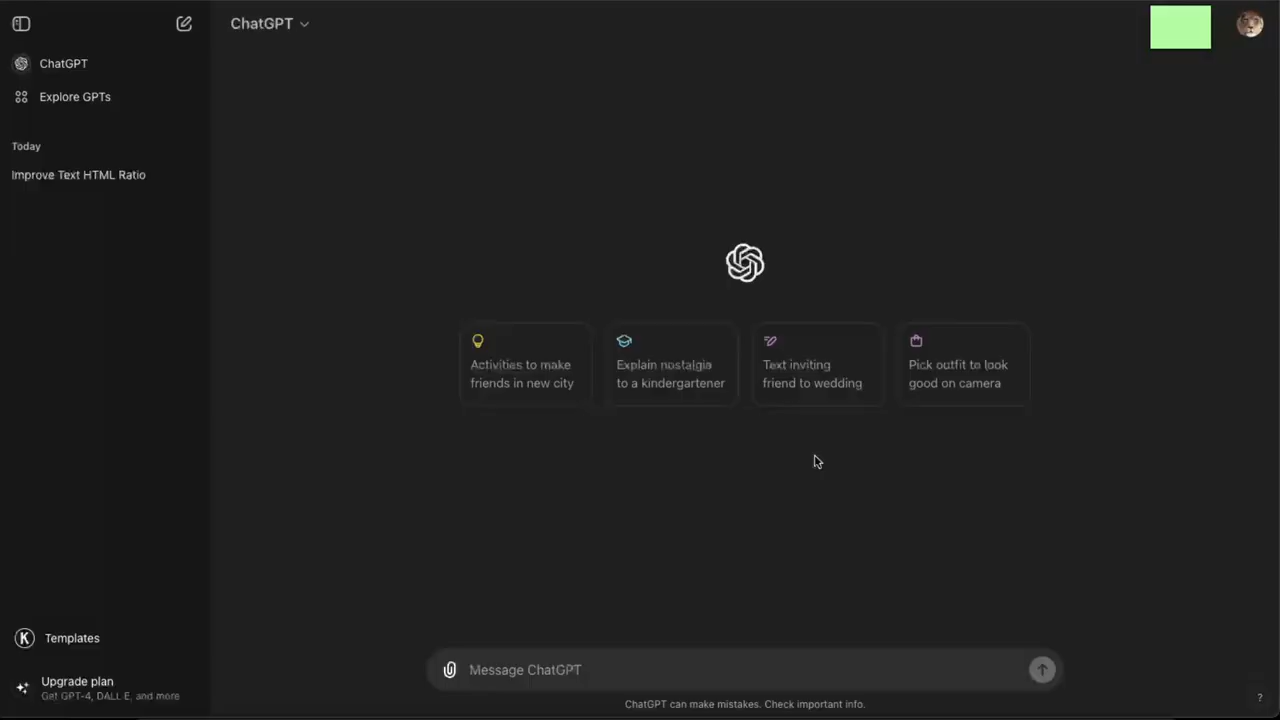 ChatGPT
ChatGPT
Explore GPTs
Today
Improve Text HTML Ratio
Activities to make
friends in new city
Explain nostalgia
to a kindergartener
Text inviting
friend to wedding
Pick outfit to look
good on camera
K Templates
Upgrade plan
Get GPT-4, DALL·E, and more
Message ChatGPT
ChatGPT can make mistakes. Check important info.
?